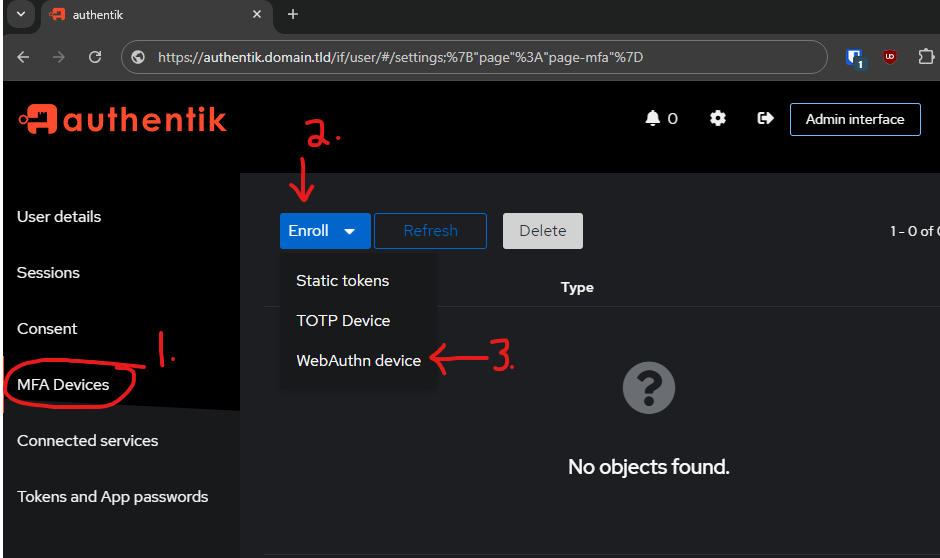 authentik
https://authentik.domain.tld/if/user/#/settings;%7B"page"%3A"page-mfa"%7D
1
UD
authentik
0
Admin interface
2.
User details
Enroll
Refresh
Delete
1 - 0 of
Sessions
Static tokens
Type
TOTP Device
Consent
1.
WebAuthn device
3.
MFA Devices
?
Connected services
No objects found.
Tokens and App passwords